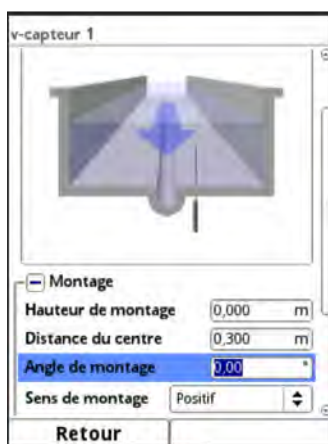 v-capteur 1
Montage
Hauteur de montage 0,000 m
Distance du centre 0,300 m
Angle de montage 0,00 °
Sens de montage Positif
Retour